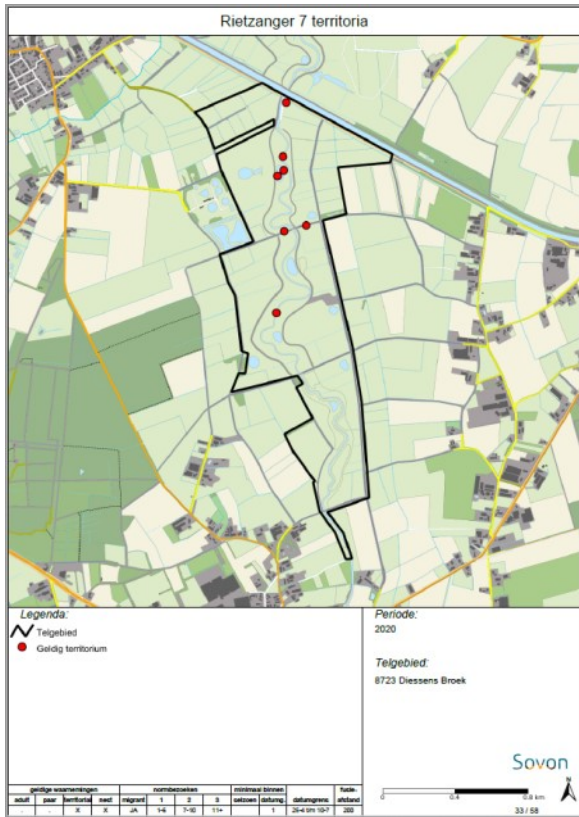 Rietzanger 7 territoria
Legenda:
Telgebied
Geldig territorium
Periode:
2020
Telgebied:
8723 Diessens Broek
Sovon
N
0 0.4 0.8 km
33 / 58
geldige waarnemingen normbezoeken minimaal binnen fusie-
adult paar territoriaal nest migrant 1 2 3 seizoen datumg. datumgrens afstand
. . X X JA 1-6 7-10 11+ 1 25-4 t/m 10-7 200